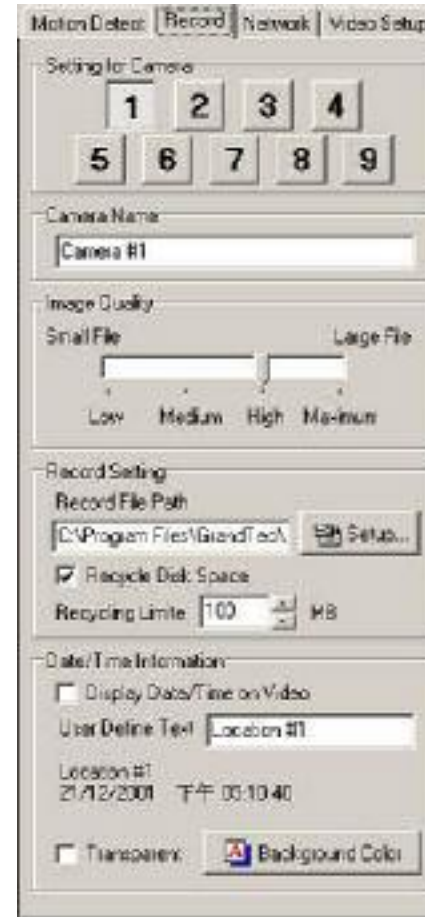 Motion Detect Record Network Video Setup
Setting for Camera
1 2 3 4
5 6 7 8 9
Camera Name
Camera #1
Image Quality
Small File Large File
Low Medium High Maximum
Record Setting
Record File Path
C:\Program Files\GrandTec\ Setup...
Recycle Disk Space
Recycling Limite 100 MB
Date/Time Information
Display Date/Time on Video
User Define Text Location #1
Location #1
21/12/2001 下午 03:10:40
Transparent Background Color